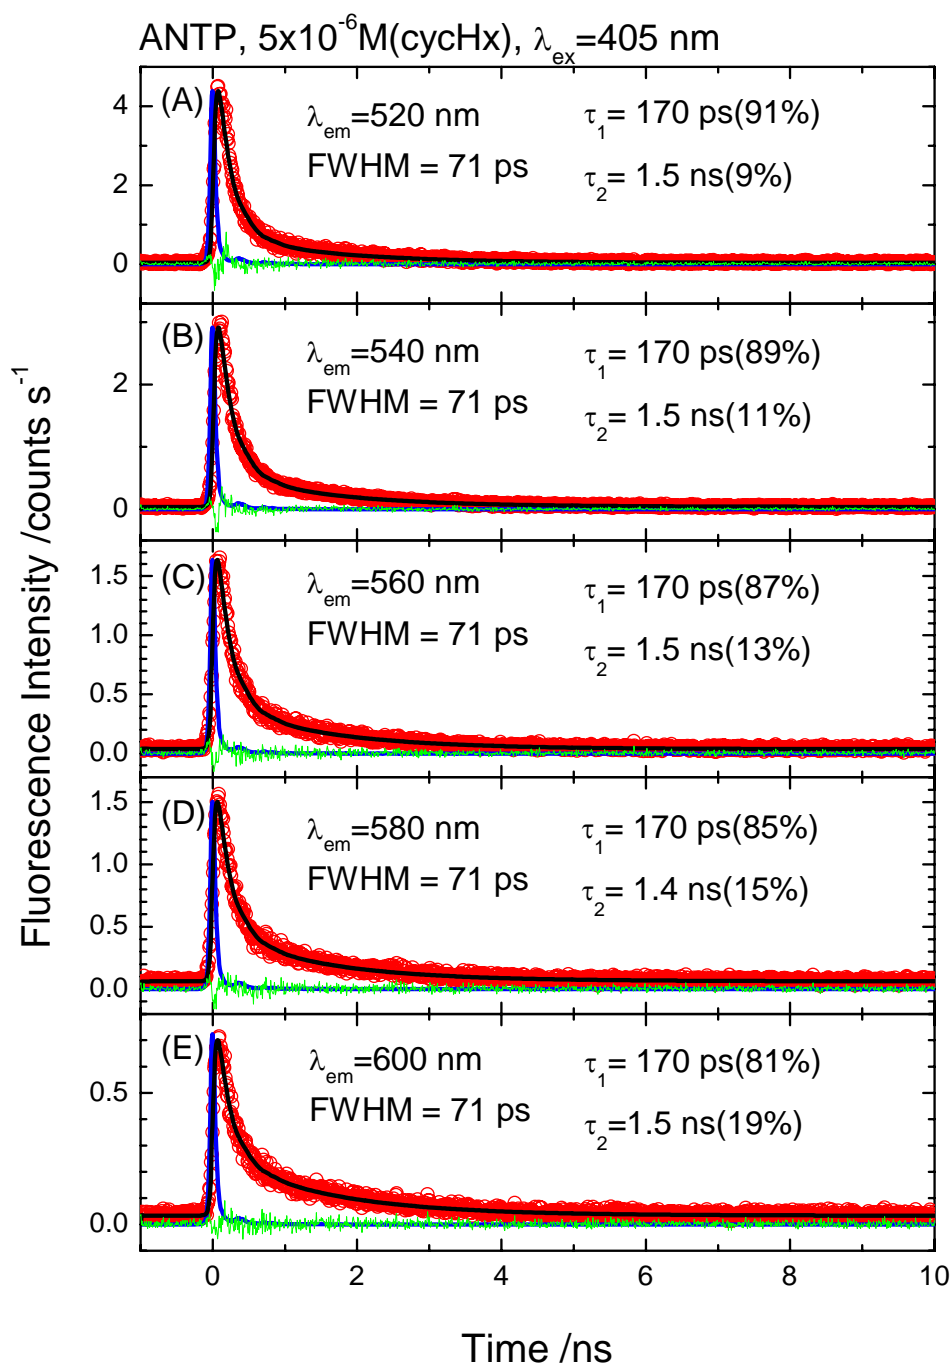 ANTP, 5x10⁻⁶M(cycHx), λex=405 nm
Fluorescence Intensity /counts s⁻¹
(A)
λem=520 nm
FWHM = 71 ps
τ1= 170 ps(91%)
τ2= 1.5 ns(9%)
4
2
0
(B)
λem=540 nm
FWHM = 71 ps
τ1= 170 ps(89%)
τ2= 1.5 ns(11%)
2
0
(C)
λem=560 nm
FWHM = 71 ps
τ1= 170 ps(87%)
τ2= 1.5 ns(13%)
1.5
1.0
0.5
0.0
(D)
λem=580 nm
FWHM = 71 ps
τ1= 170 ps(85%)
τ2= 1.4 ns(15%)
1.5
1.0
0.5
0.0
(E)
λem=600 nm
FWHM = 71 ps
τ1= 170 ps(81%)
τ2=1.5 ns(19%)
0.5
0.0
0 2 4 6 8 10
Time /ns